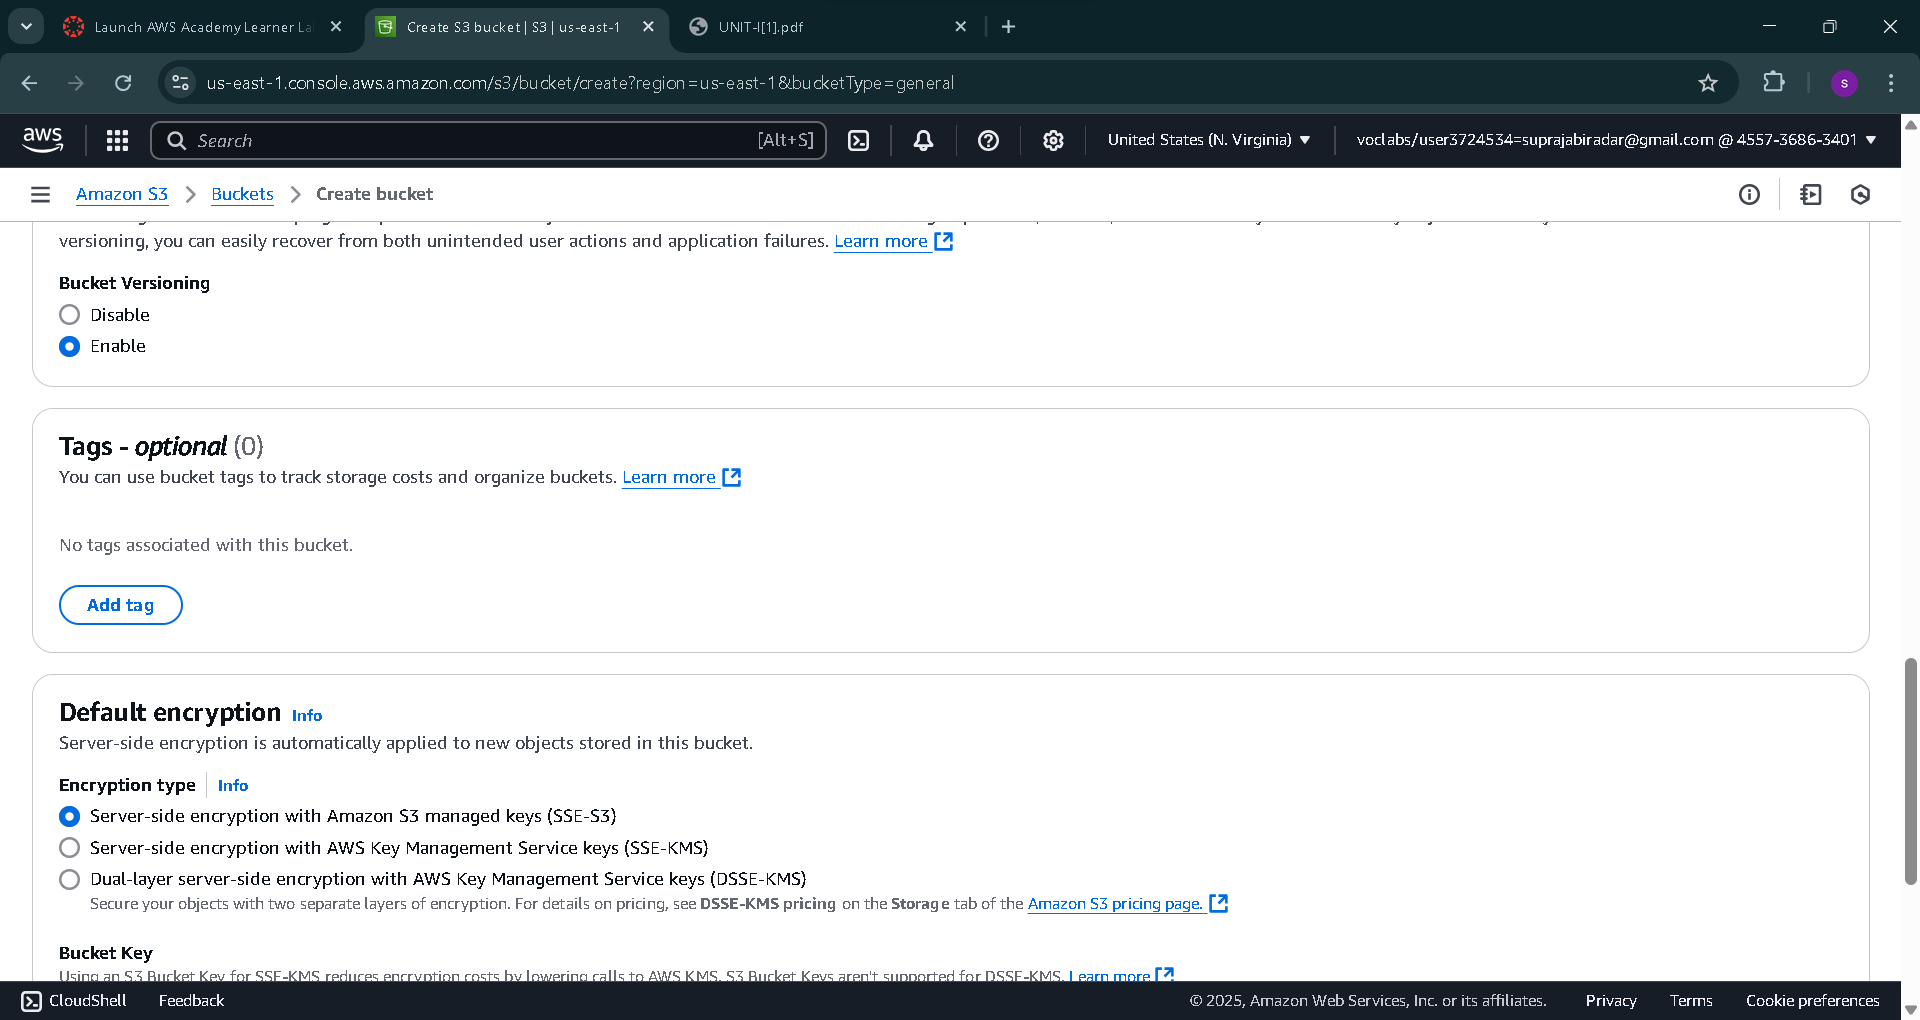 Launch AWS Academy Learner La
Create S3 bucket | S3 | us-east-1
UNIT-I[1].pdf
us-east-1.console.aws.amazon.com/s3/bucket/create?region=us-east-1&bucketType=general
s
aws
Search
[Alt+S]
United States (N. Virginia)
voclabs/user3724534=suprajabiradar@gmail.com @ 4557-3686-3401
Amazon S3 > Buckets > Create bucket
versioning, you can easily recover from both unintended user actions and application failures. Learn more
Bucket Versioning
Disable
Enable
Tags - optional (0)
You can use bucket tags to track storage costs and organize buckets. Learn more
No tags associated with this bucket.
Add tag
Default encryption Info
Server-side encryption is automatically applied to new objects stored in this bucket.
Encryption type Info
Server-side encryption with Amazon S3 managed keys (SSE-S3)
Server-side encryption with AWS Key Management Service keys (SSE-KMS)
Dual-layer server-side encryption with AWS Key Management Service keys (DSSE-KMS)
Secure your objects with two separate layers of encryption. For details on pricing, see DSSE-KMS pricing on the Storage tab of the Amazon S3 pricing page.
Bucket Key
Using an S3 Bucket Key for SSE-KMS reduces encryption costs by lowering calls to AWS KMS. S3 Bucket Keys aren't supported for DSSE-KMS. Learn more
CloudShell
Feedback
© 2025, Amazon Web Services, Inc. or its affiliates.
Privacy
Terms
Cookie preferences